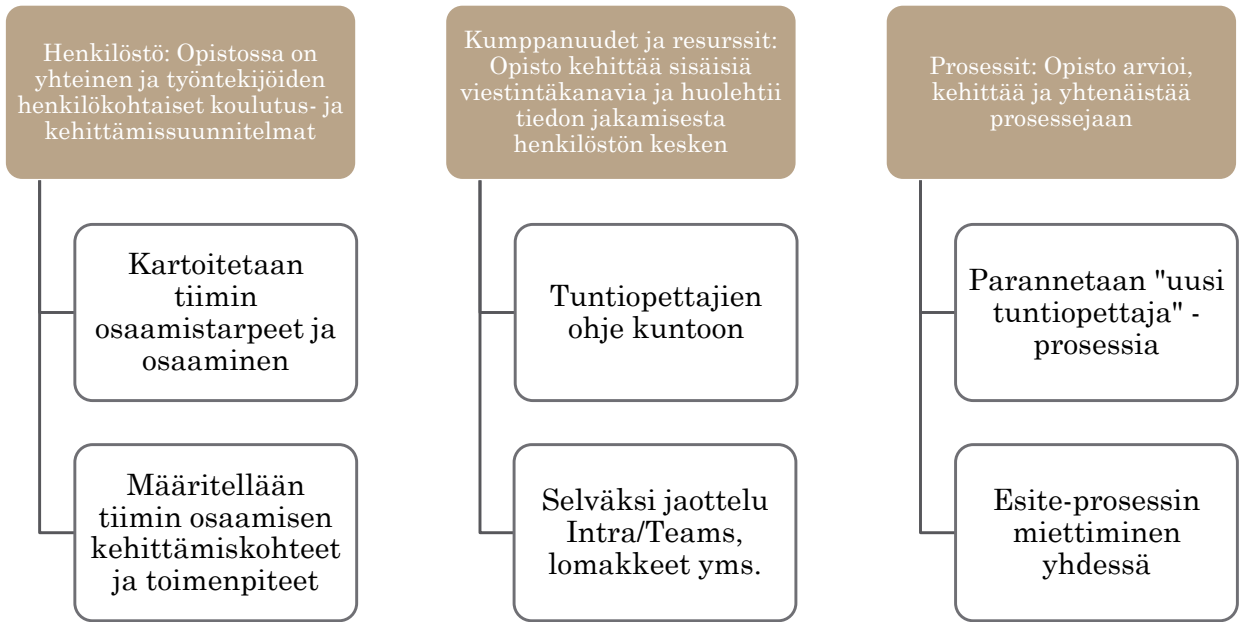 Henkilöstö: Opistossa on
yhteinen ja työntekijöiden
henkilökohtaiset koulutus- ja
kehittämissuunnitelmat
Kartoitetaan
tiimin
osaamistarpeet ja
osaaminen
Määritellään
tiimin osaamisen
kehittämiskohteet
ja toimenpiteet
Kumppanuudet ja resurssit:
Opisto kehittää sisäisiä
viestintäkanavia ja huolehtii
tiedon jakamisesta
henkilöstön kesken
Tuntiopettajien
ohje kuntoon
Selväksi jaottelu
Intra/Teams,
lomakkeet yms.
Prosessit: Opisto arvioi,
kehittää ja yhtenäistää
prosessejaan
Parannetaan "uusi
tuntiopettaja" -
prosessia
Esite-prosessin
miettiminen
yhdessä